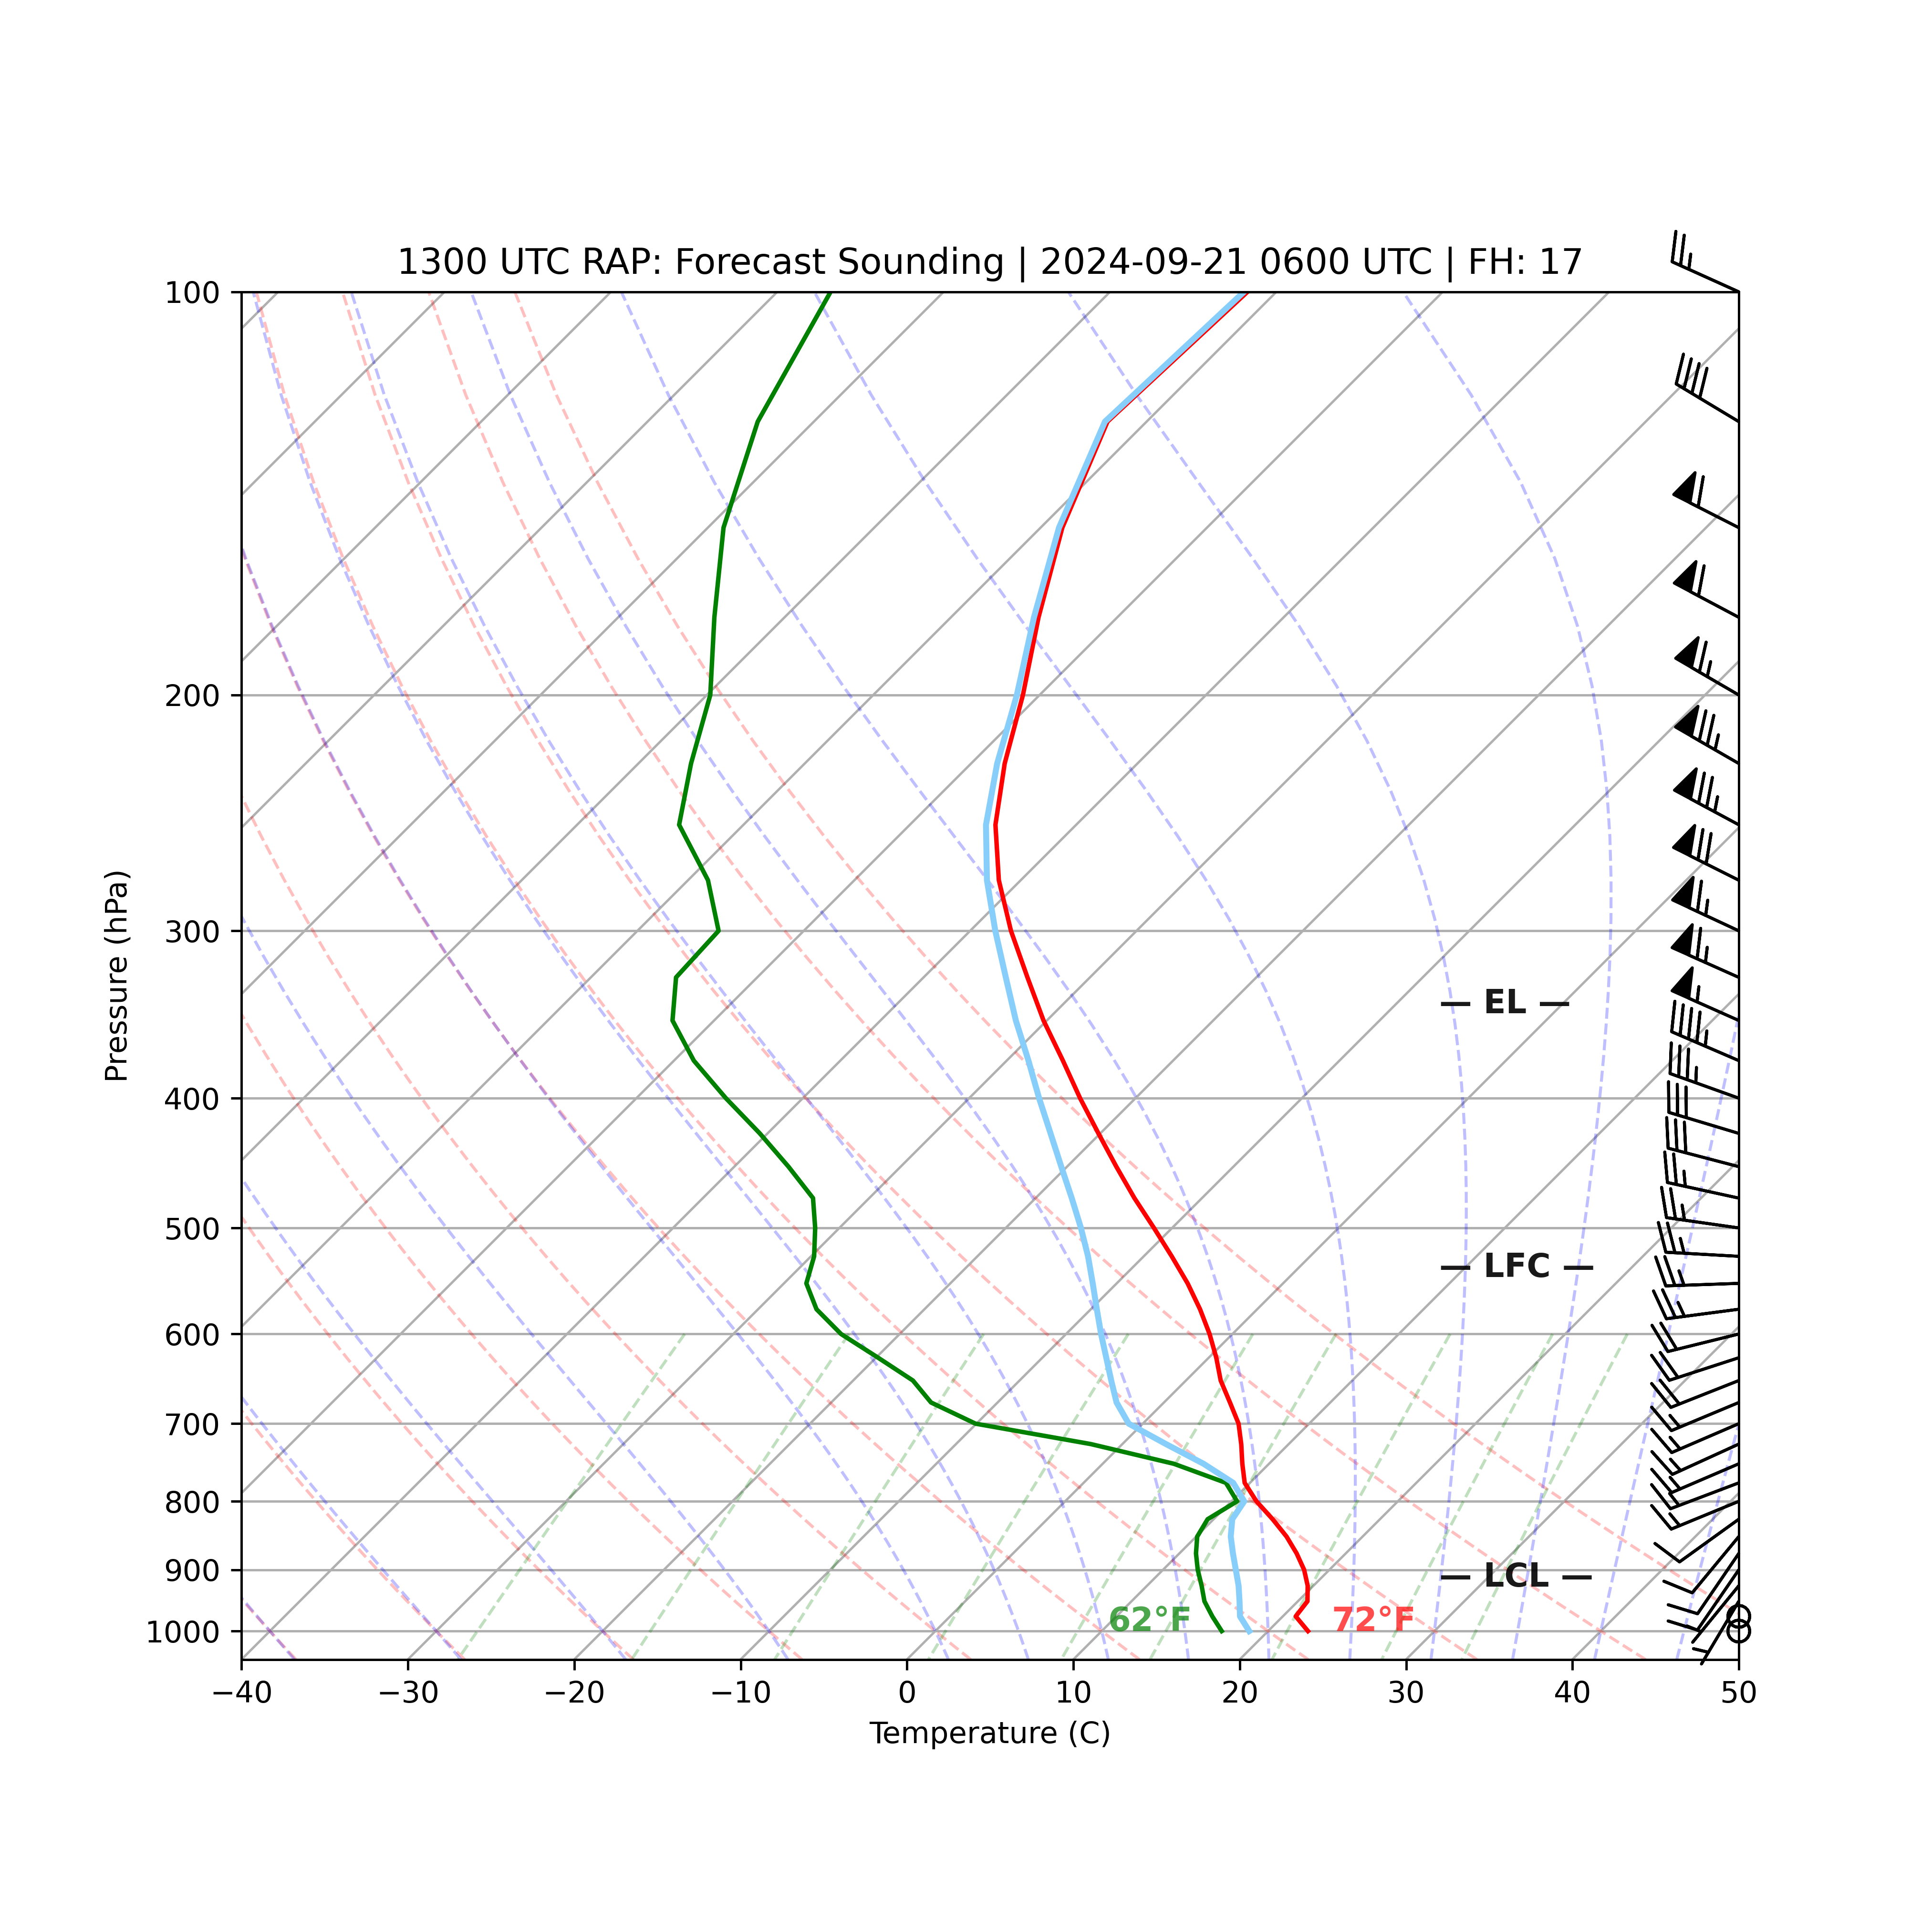 1300 UTC RAP: Forecast Sounding | 2024-09-21 0600 UTC | FH: 17
100
200
300
400
500
600
700
800
900
1000
Pressure (hPa)
— EL —
— LFC —
— LCL —
62°F
72°F
−40 −30 −20 −10 0 10 20 30 40 50
Temperature (C)